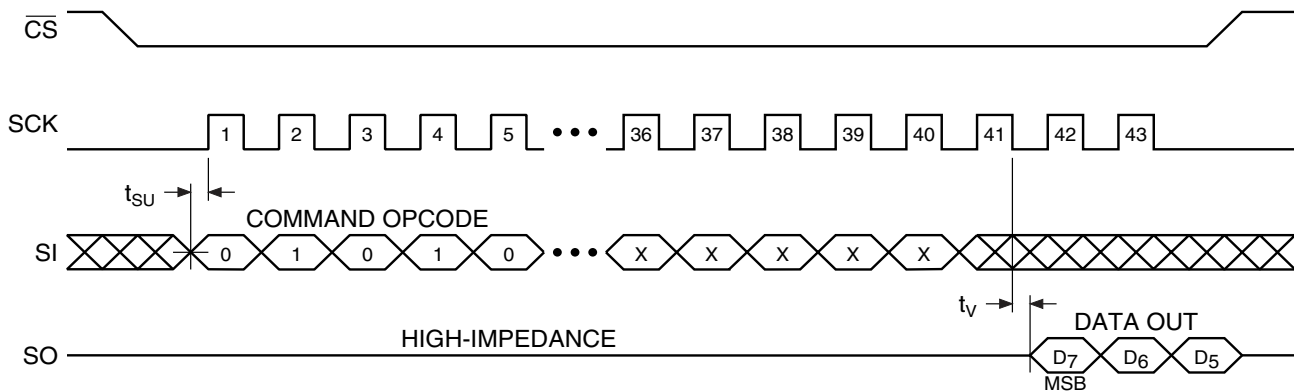 CS
SCK
1 2 3 4 5 ••• 36 37 38 39 40 41 42 43
tSU
COMMAND OPCODE
SI
0 1 0 1 0 ••• X X X X X
tV
HIGH-IMPEDANCE
DATA OUT
SO
D7 D6 D5
MSB